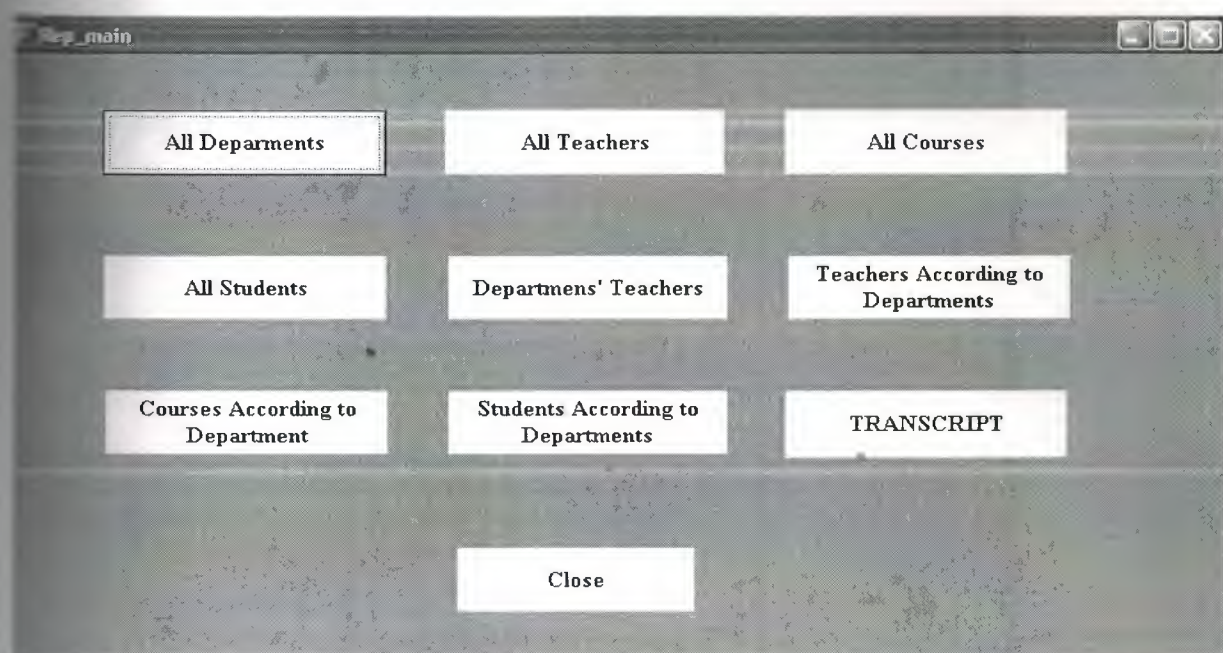 Rep_main
All Deparments
All Teachers
All Courses
All Students
Departmens' Teachers
Teachers According to
Departments
Courses According to
Department
Students According to
Departments
TRANSCRIPT
Close